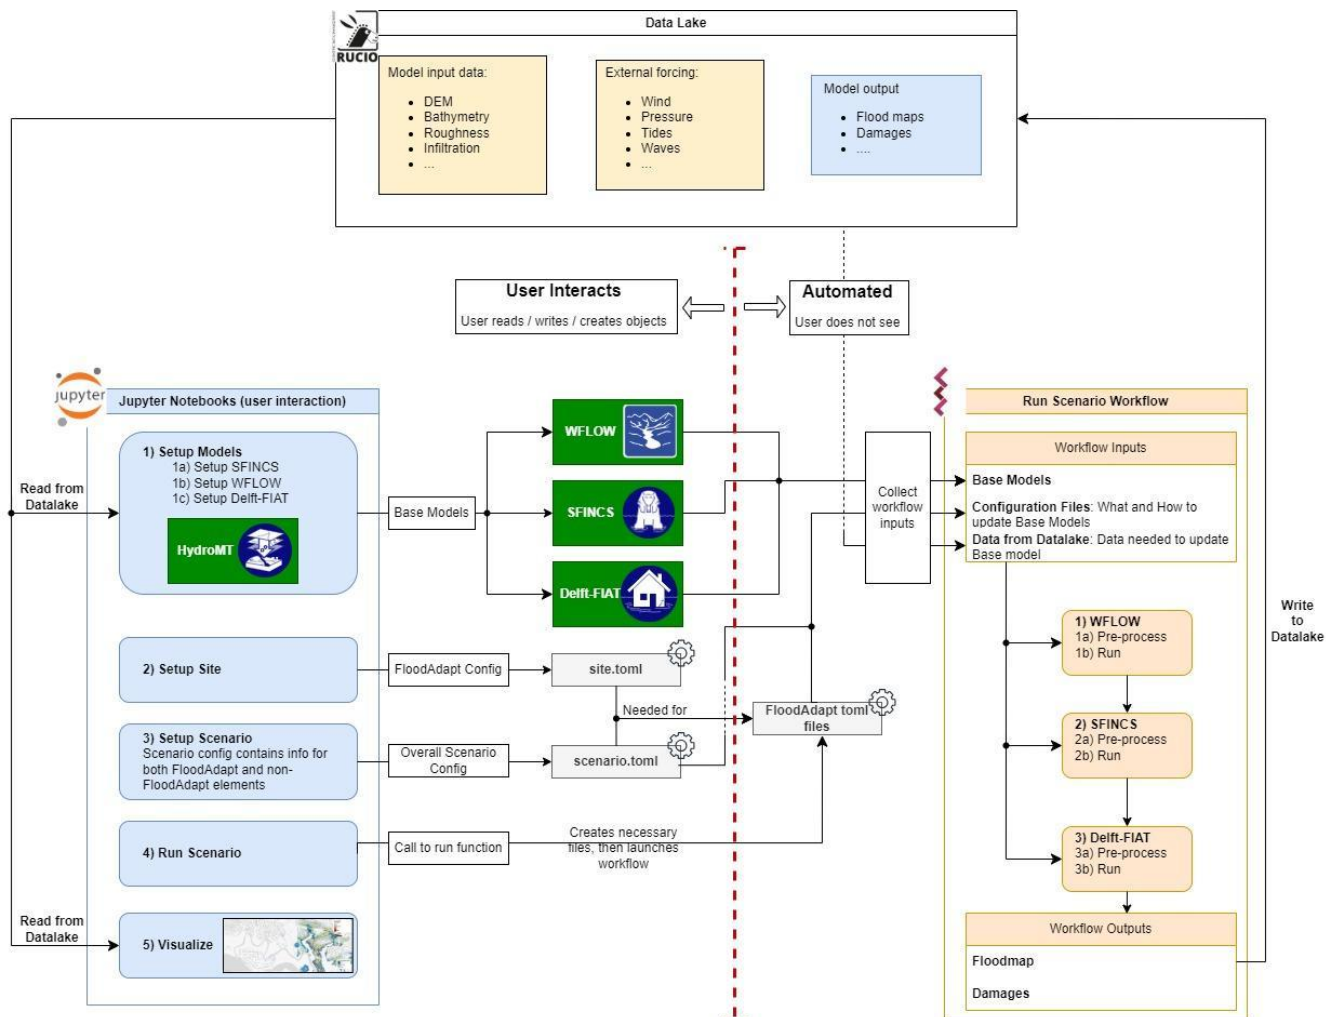 Data Lake
RUCIO
Model input data:
DEM
Bathymetry
Roughness
Infiltration
...
External forcing:
Wind
Pressure
Tides
Waves
...
Model output
Flood maps
Damages
....
User Interacts
User reads / writes / creates objects
Automated
User does not see
jupyter
Jupyter Notebooks (user interaction)
Read from
Datalake
1) Setup Models
1a) Setup SFINCS
1b) Setup WFLOW
1c) Setup Delft-FIAT
HydroMT
Base Models
WFLOW
SFINCS
Delft-FIAT
2) Setup Site
FloodAdapt Config
site.toml
Needed for
FloodAdapt toml
files
3) Setup Scenario
Scenario config contains info for
both FloodAdapt and non-
FloodAdapt elements
Overall Scenario
Config
scenario.toml
4) Run Scenario
Call to run function
Creates necessary
files, then launches
workflow
Read from
Datalake
5) Visualize
Collect
workflow
inputs
Run Scenario Workflow
Workflow Inputs
Base Models
Configuration Files: What and How to
update Base Models
Data from Datalake: Data needed to update
Base model
1) WFLOW
1a) Pre-process
1b) Run
2) SFINCS
2a) Pre-process
2b) Run
3) Delft-FIAT
3a) Pre-process
3b) Run
Workflow Outputs
Floodmap
Damages
Write
to
Datalake